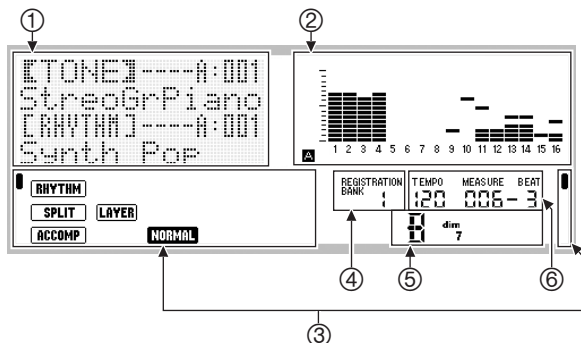 ① ②
【TONE】----A:001
StreoGrPiano
[RHYTHM]----A:001
Synth Pop
A
1 2 3 4 5 6 7 8 9 10 11 12 13 14 15 16
RHYTHM
SPLIT LAYER
ACCOMP NORMAL
REGISTRATION BANK 1
TEMPO MEASURE BEAT
120 006- 3
B dim 7
④ ⑤ ⑥
③